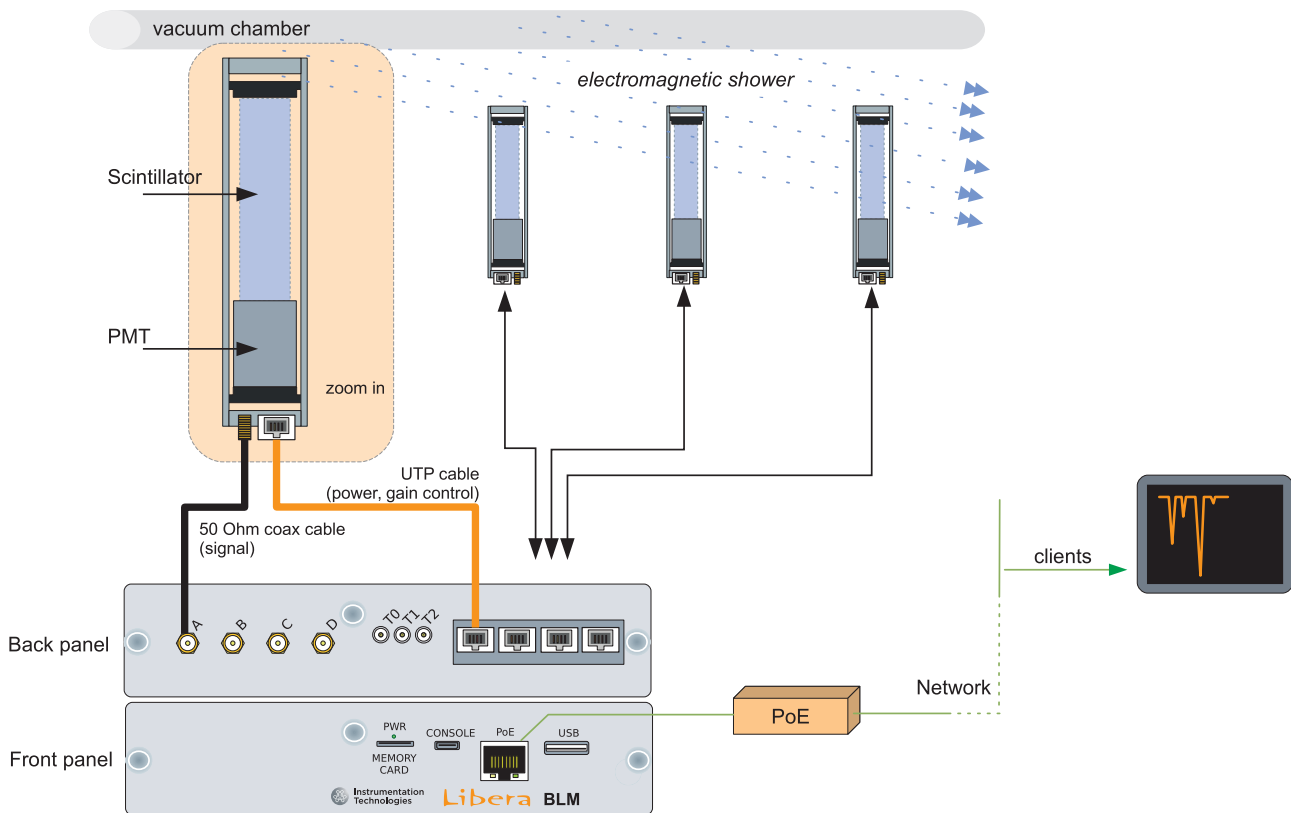 vacuum chamber
electromagnetic shower
Scintillator
PMT
zoom in
UTP cable
(power, gain control)
50 Ohm coax cable
(signal)
clients
A
B
C
D
T0
T1
T2
Back panel
Network
PoE
Front panel
PWR
MEMORY
CARD
CONSOLE
PoE
USB
Instrumentation
Technologies
Libera BLM